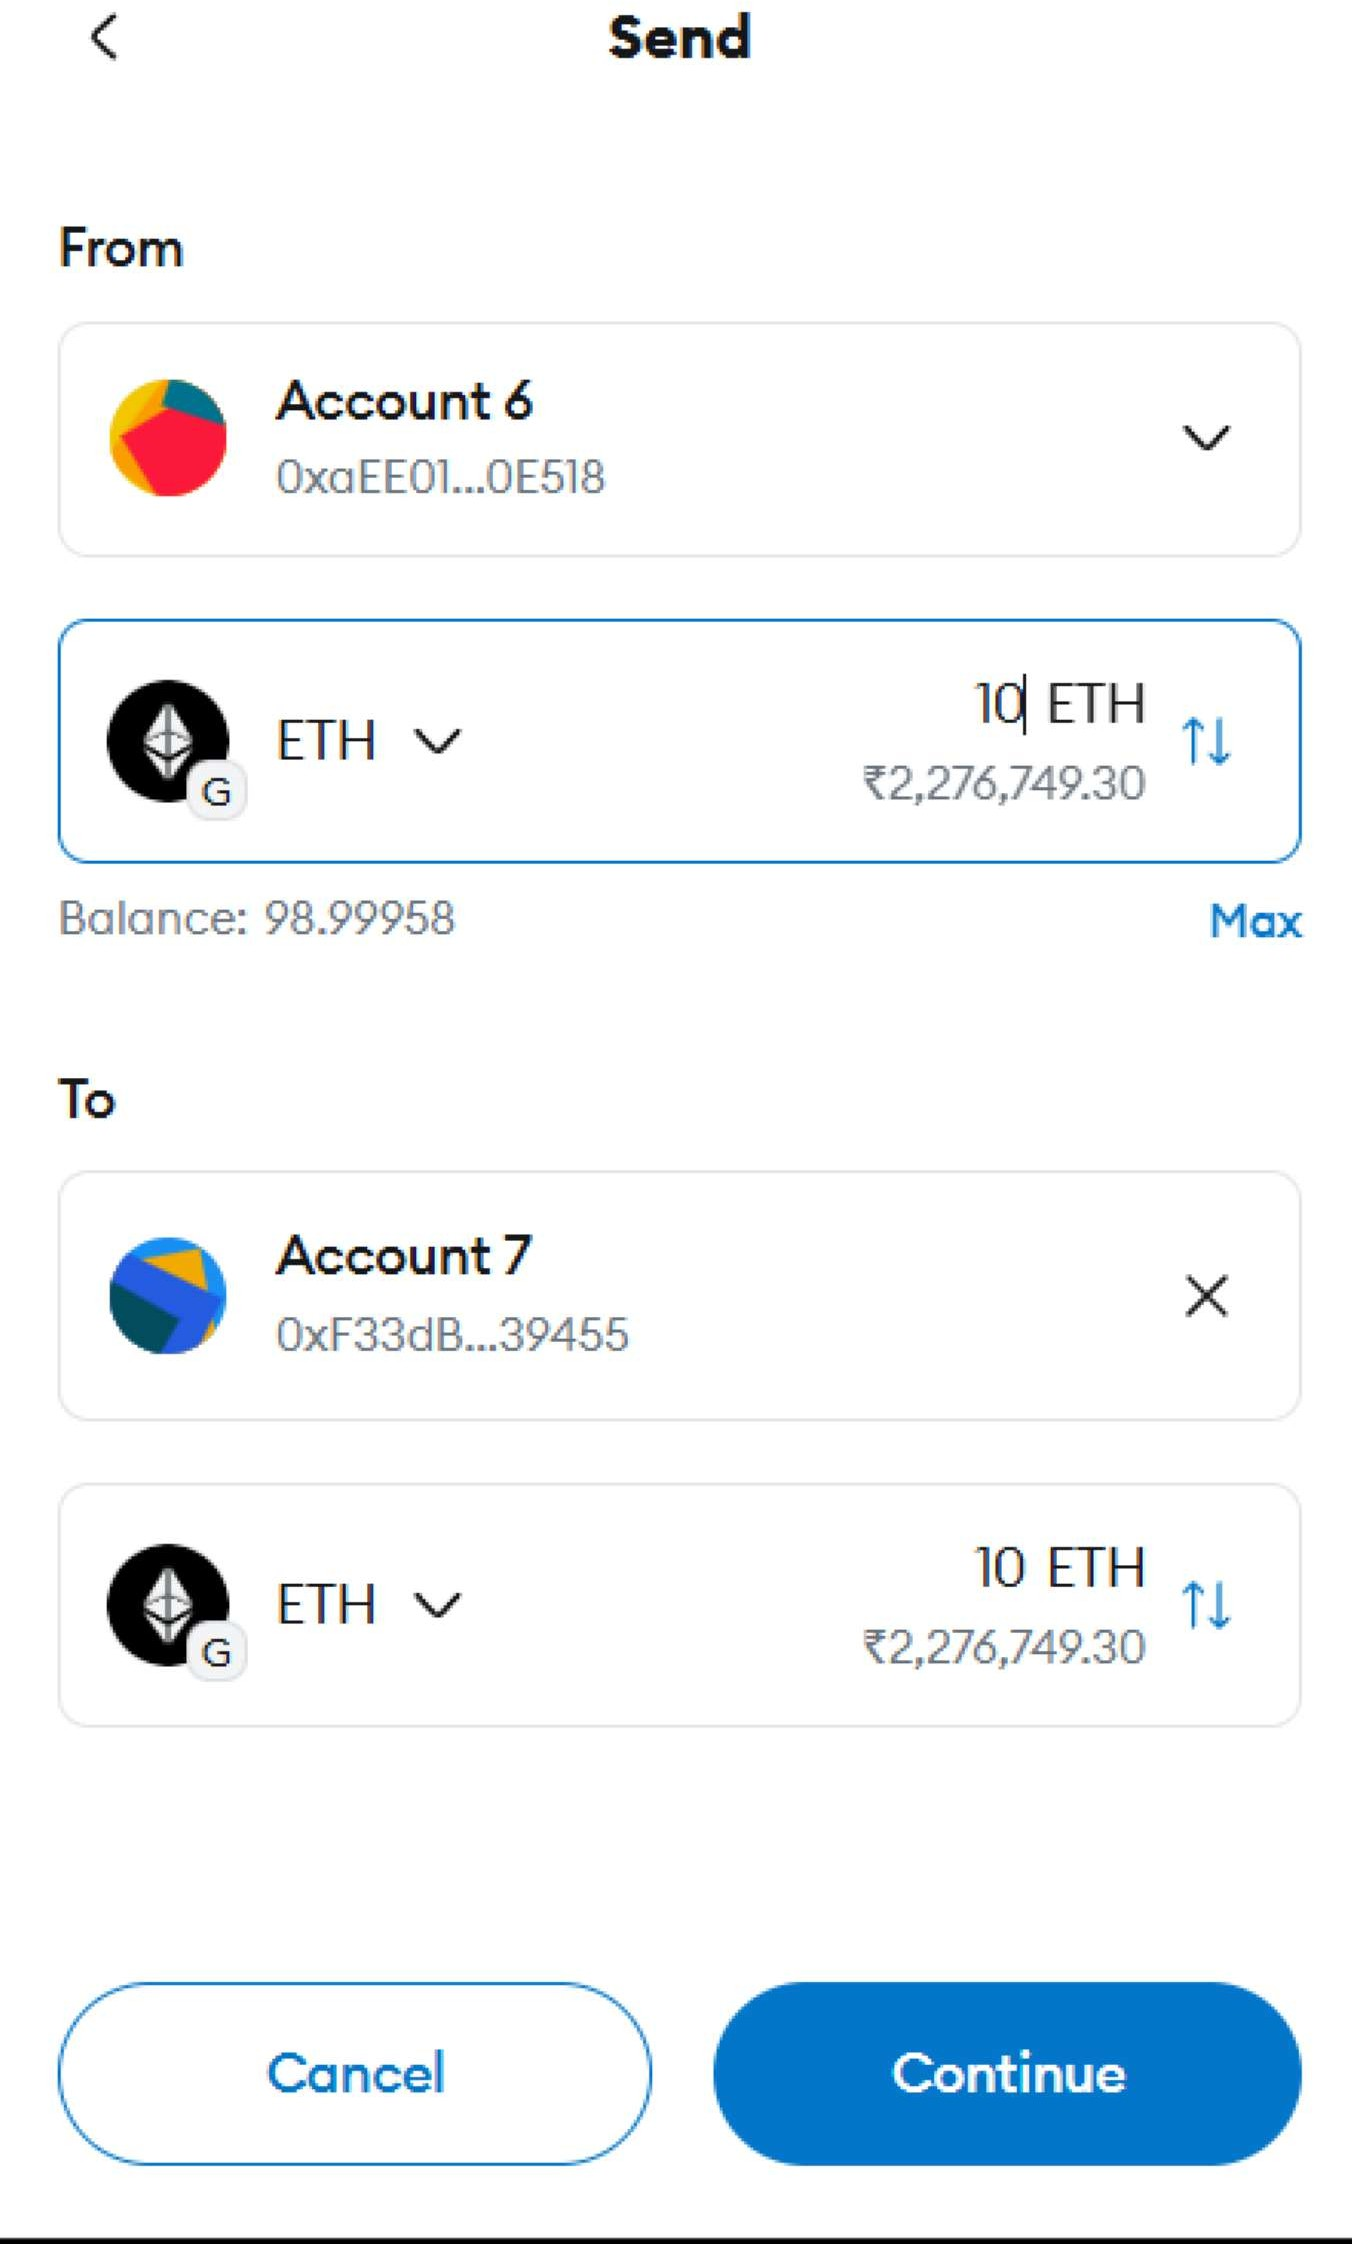 Send
From
Account 6
0xaEE01...0E518
ETH
10 ETH
₹2,276,749.30
G
Balance: 98.99958
Max
To
Account 7
0xF33dB...39455
ETH
10 ETH
₹2,276,749.30
G
Cancel
Continue